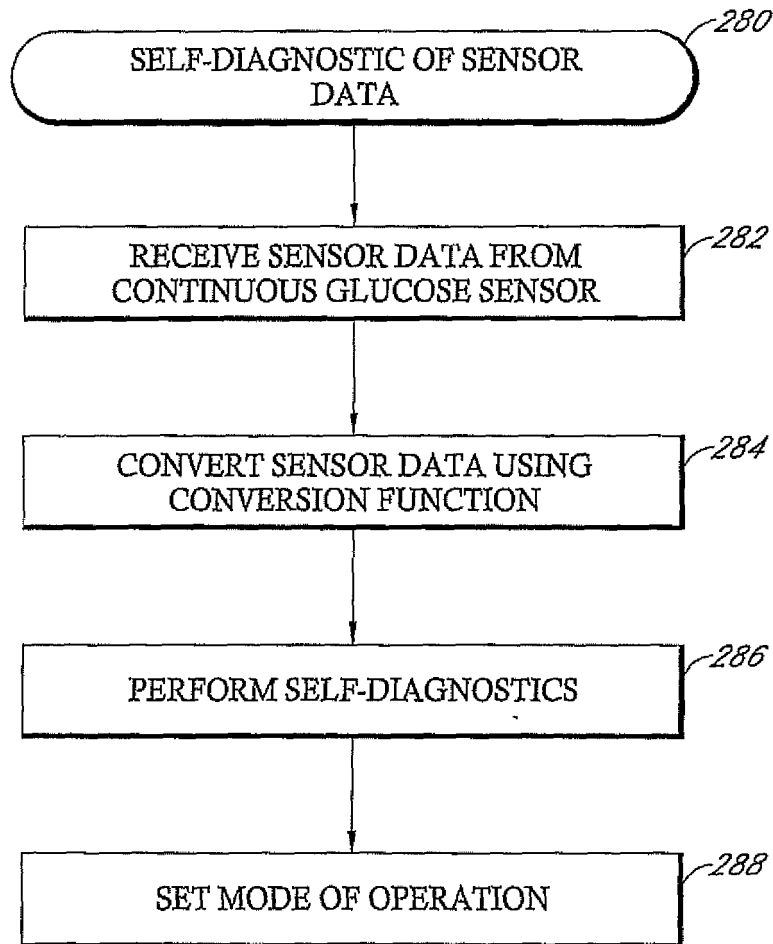 280
SELF-DIAGNOSTIC OF SENSOR
DATA
282
RECEIVE SENSOR DATA FROM
CONTINUOUS GLUCOSE SENSOR
284
CONVERT SENSOR DATA USING
CONVERSION FUNCTION
286
PERFORM SELF-DIAGNOSTICS
288
SET MODE OF OPERATION